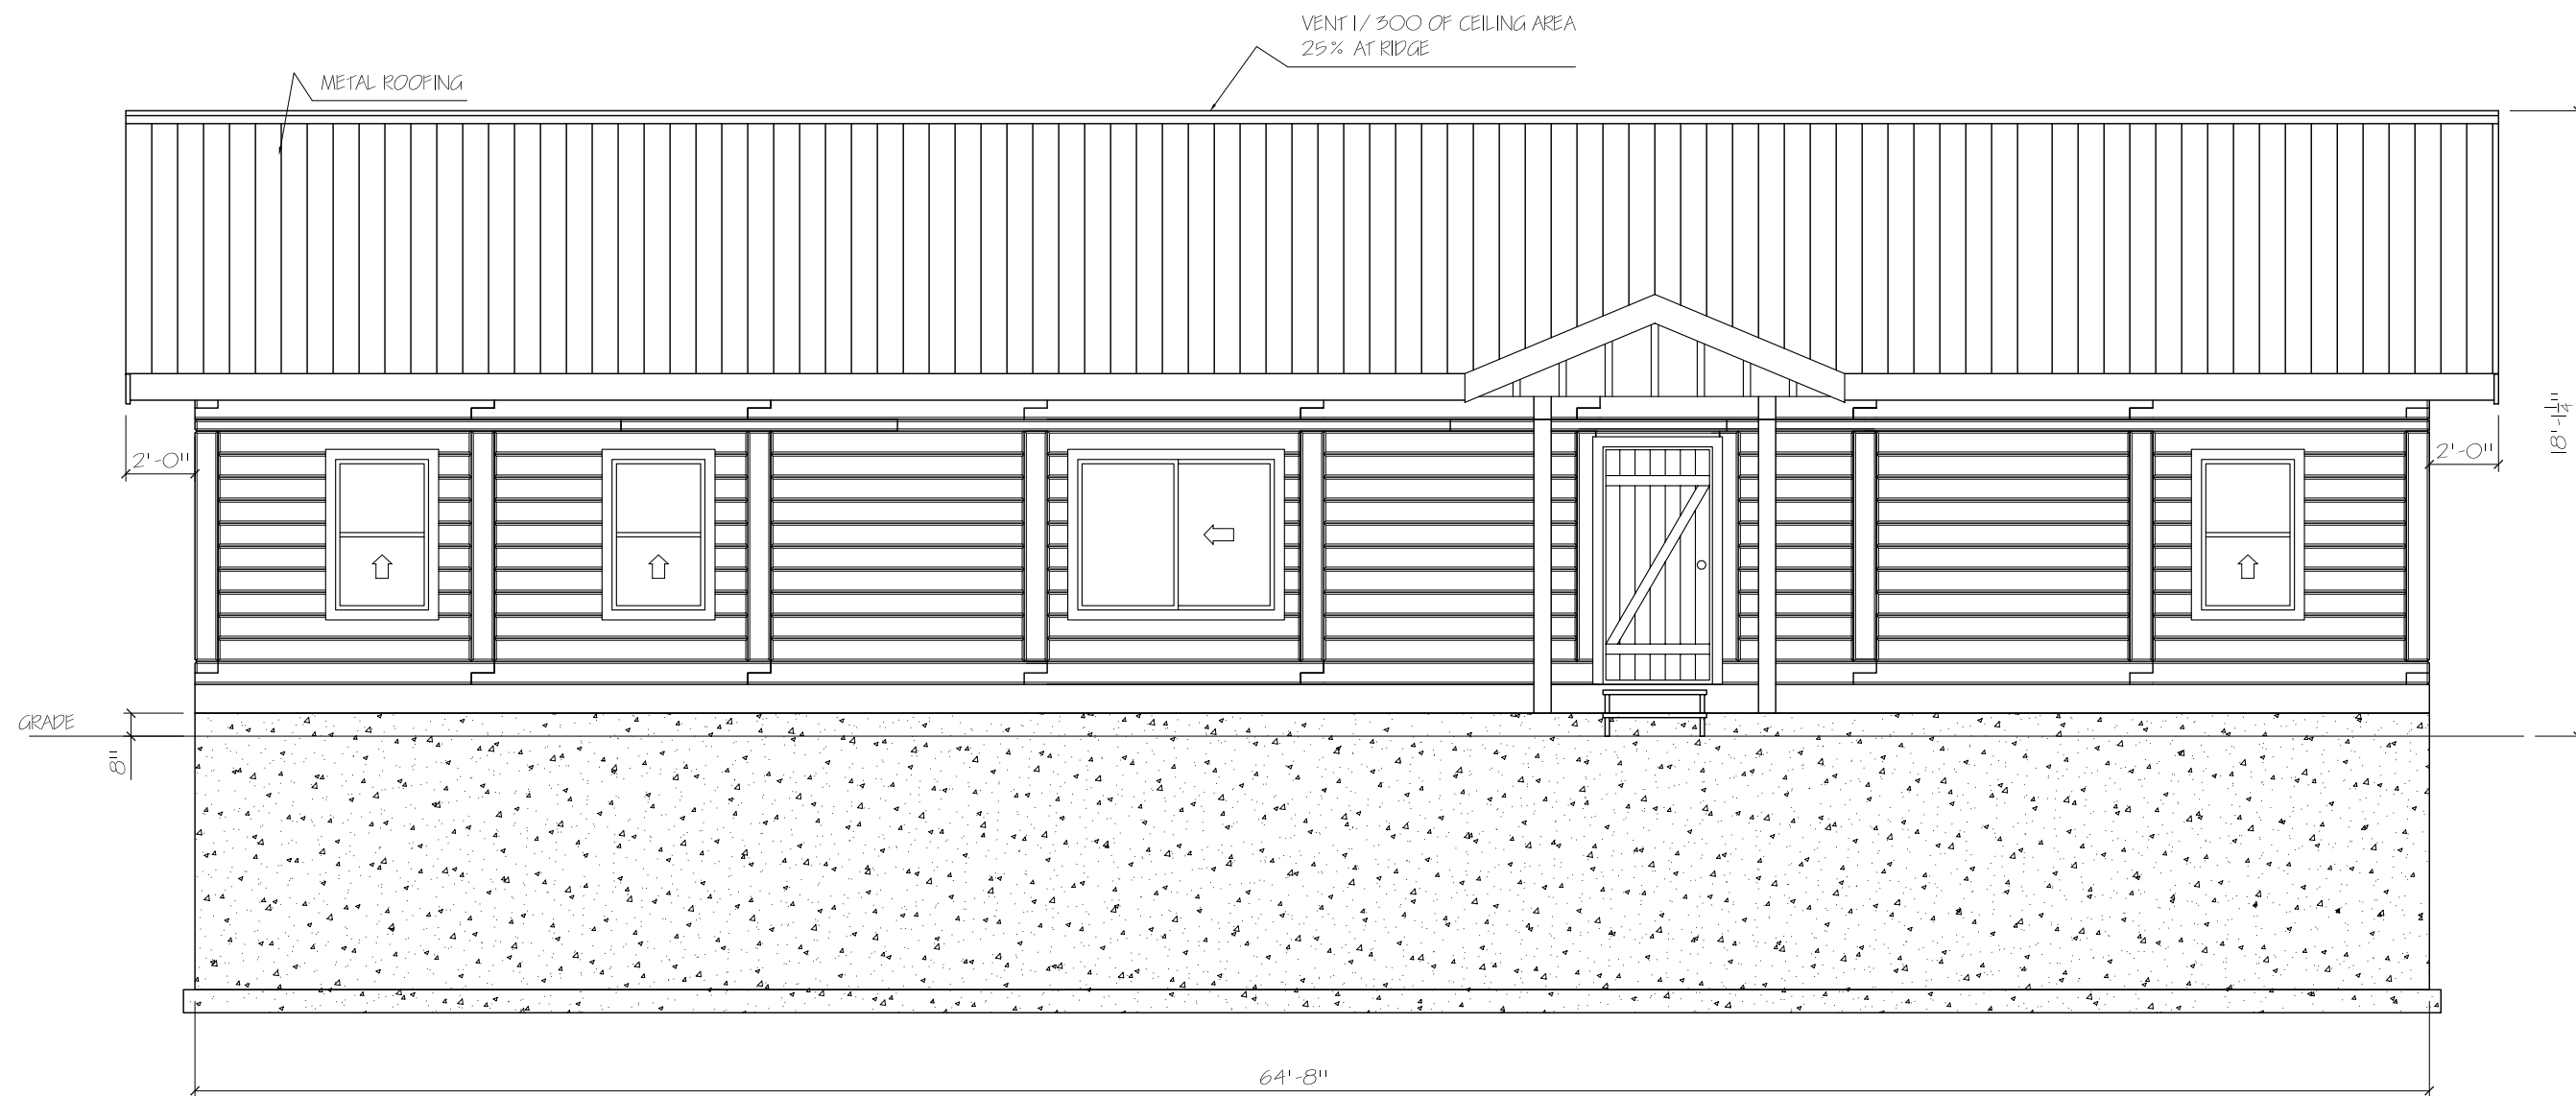 VENT 1/300 OF CEILING AREA
25% AT RIDGE
METAL ROOFING
2'-0"
2'-0"
18'-1 1/4"
GRADE
8"
64'-8"